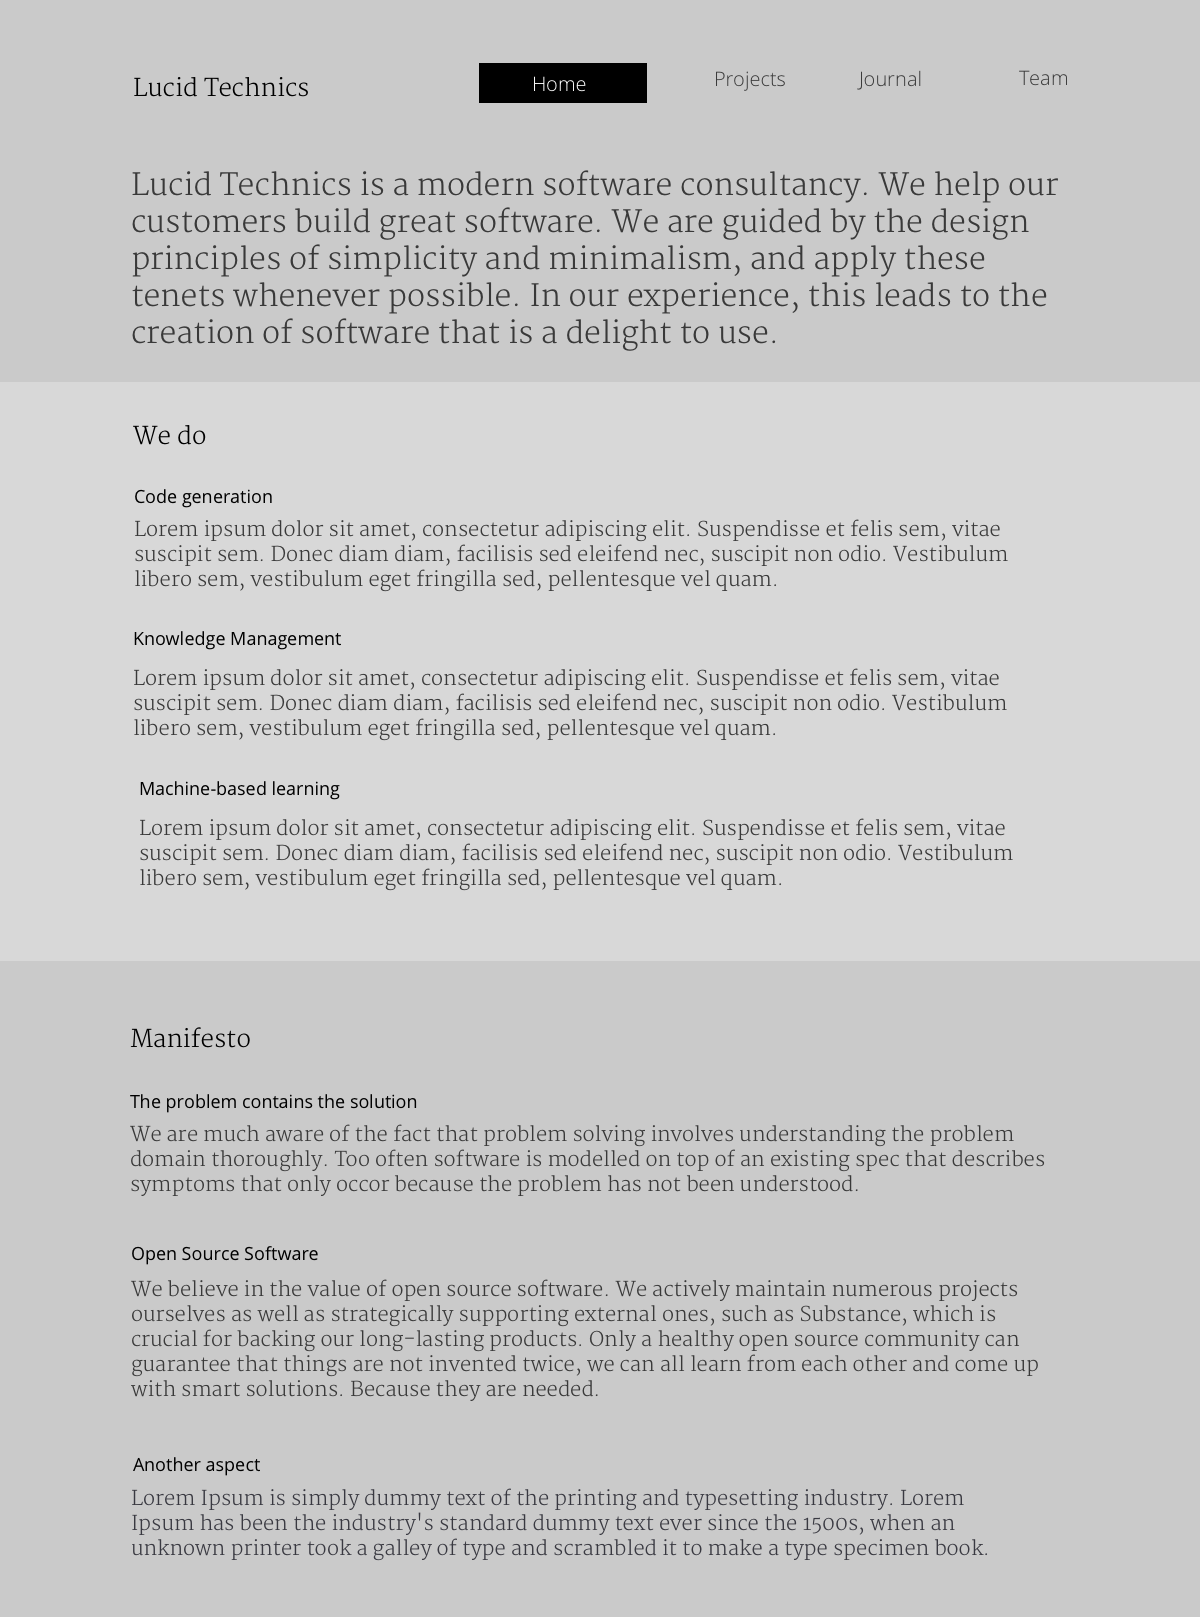 Lucid Technics
Home
Projects
Journal
Team
Lucid Technics is a modern software consultancy. We help our
customers build great software. We are guided by the design
principles of simplicity and minimalism, and apply these
tenets whenever possible. In our experience, this leads to the
creation of software that is a delight to use.
We do
Code generation
Lorem ipsum dolor sit amet, consectetur adipiscing elit. Suspendisse et felis sem, vitae
suscipit sem. Donec diam diam, facilisis sed eleifend nec, suscipit non odio. Vestibulum
libero sem, vestibulum eget fringilla sed, pellentesque vel quam.
Knowledge Management
Lorem ipsum dolor sit amet, consectetur adipiscing elit. Suspendisse et felis sem, vitae
suscipit sem. Donec diam diam, facilisis sed eleifend nec, suscipit non odio. Vestibulum
libero sem, vestibulum eget fringilla sed, pellentesque vel quam.
Machine-based learning
Lorem ipsum dolor sit amet, consectetur adipiscing elit. Suspendisse et felis sem, vitae
suscipit sem. Donec diam diam, facilisis sed eleifend nec, suscipit non odio. Vestibulum
libero sem, vestibulum eget fringilla sed, pellentesque vel quam.
Manifesto
The problem contains the solution
We are much aware of the fact that problem solving involves understanding the problem
domain thoroughly. Too often software is modelled on top of an existing spec that describes
symptoms that only occor because the problem has not been understood.
Open Source Software
We believe in the value of open source software. We actively maintain numerous projects
ourselves as well as strategically supporting external ones, such as Substance, which is
crucial for backing our long-lasting products. Only a healthy open source community can
guarantee that things are not invented twice, we can all learn from each other and come up
with smart solutions. Because they are needed.
Another aspect
Lorem Ipsum is simply dummy text of the printing and typesetting industry. Lorem
Ipsum has been the industry's standard dummy text ever since the 1500s, when an
unknown printer took a galley of type and scrambled it to make a type specimen book.